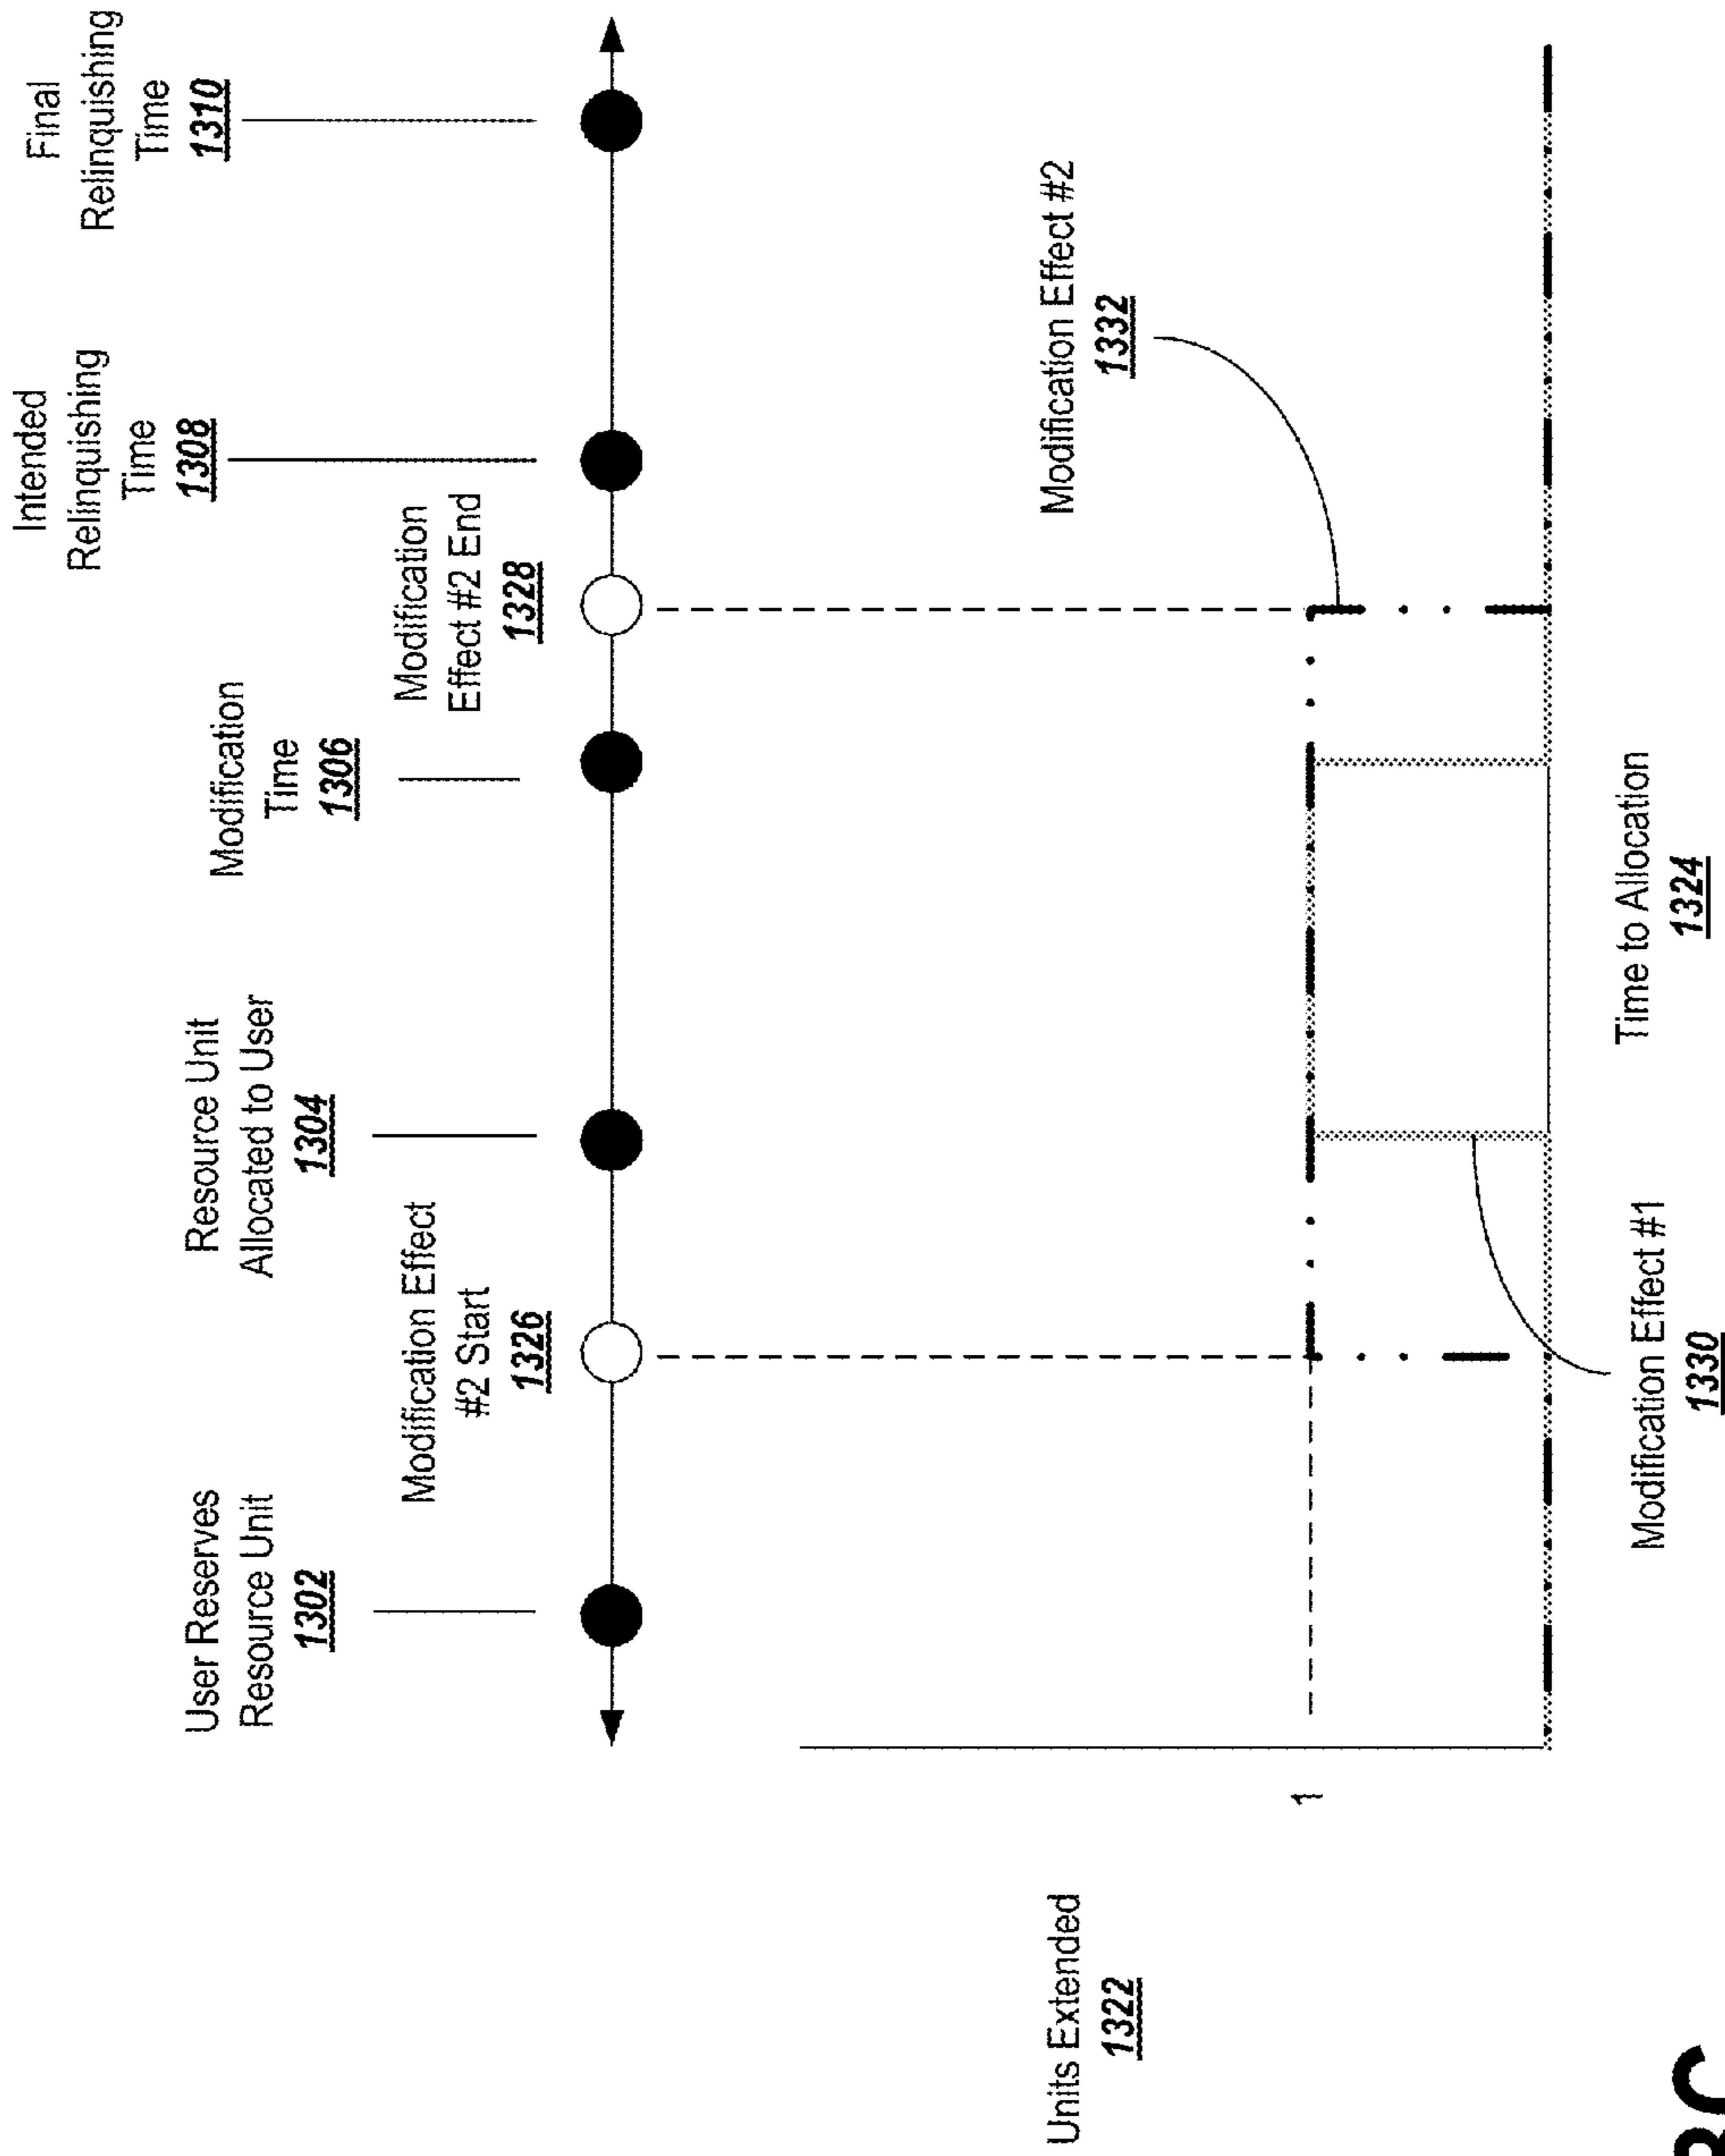 User Reserves
Resource Unit
1302
Modification Effect
#2 Start
1326
Resource Unit
Allocated to User
1304
Modification
Time
1306
Modification
Effect #2 End
1328
Intended
Relinquishing
Time
1308
Final
Relinquishing
Time
1310
Units Extended
1322
1
Modification Effect #2
1332
Modification Effect #1
1330
Time to Allocation
1324